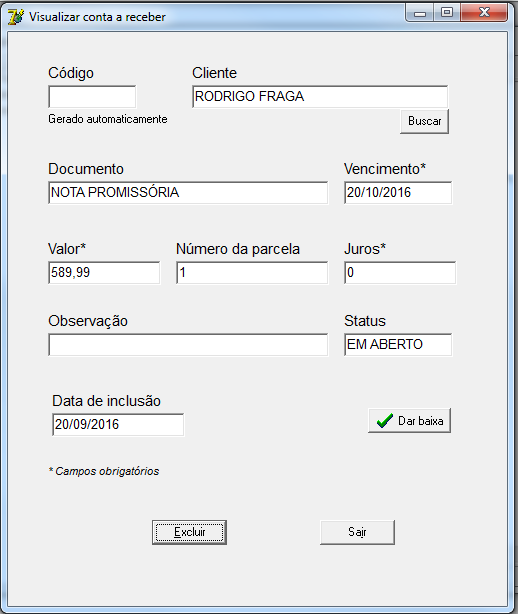 Visualizar conta a receber
Código
Cliente
RODRIGO FRAGA
Gerado automaticamente
Buscar
Documento
Vencimento*
NOTA PROMISSÓRIA
20/10/2016
Valor*
Número da parcela
Juros*
589,99
1
0
Observação
Status
EM ABERTO
Data de inclusão
20/09/2016
Dar baixa
* Campos obrigatórios
Excluir
Sair